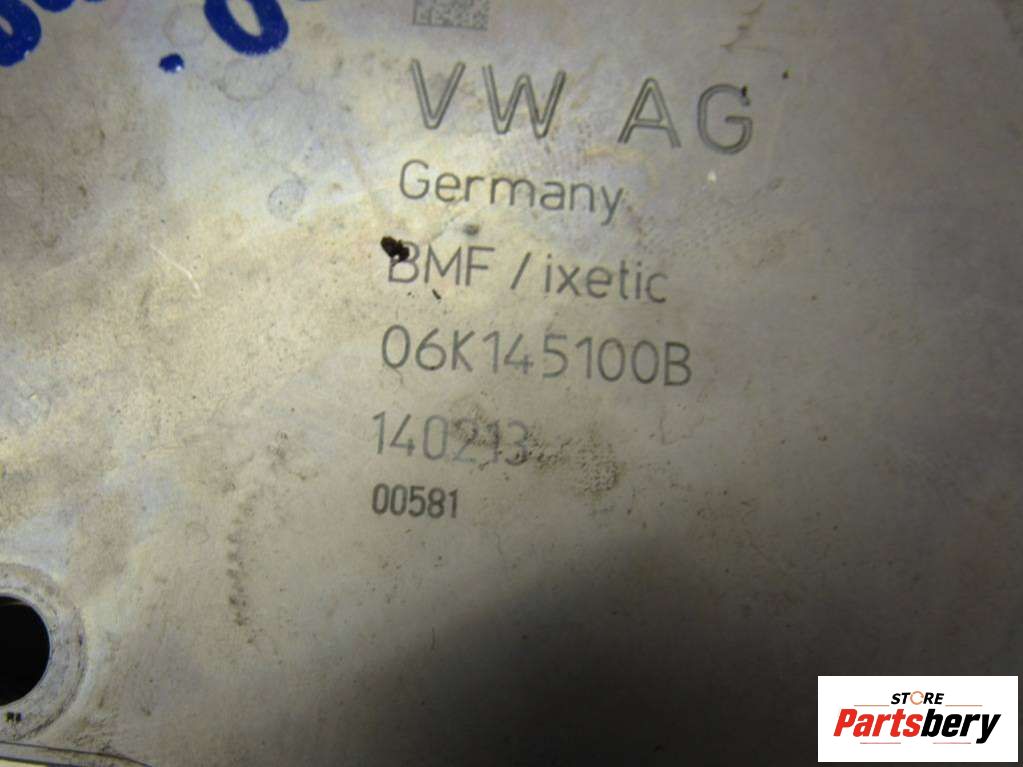 VW AG
Germany
BMF / ixetic
06K145100B
140213
00581
STORE
Partsbery